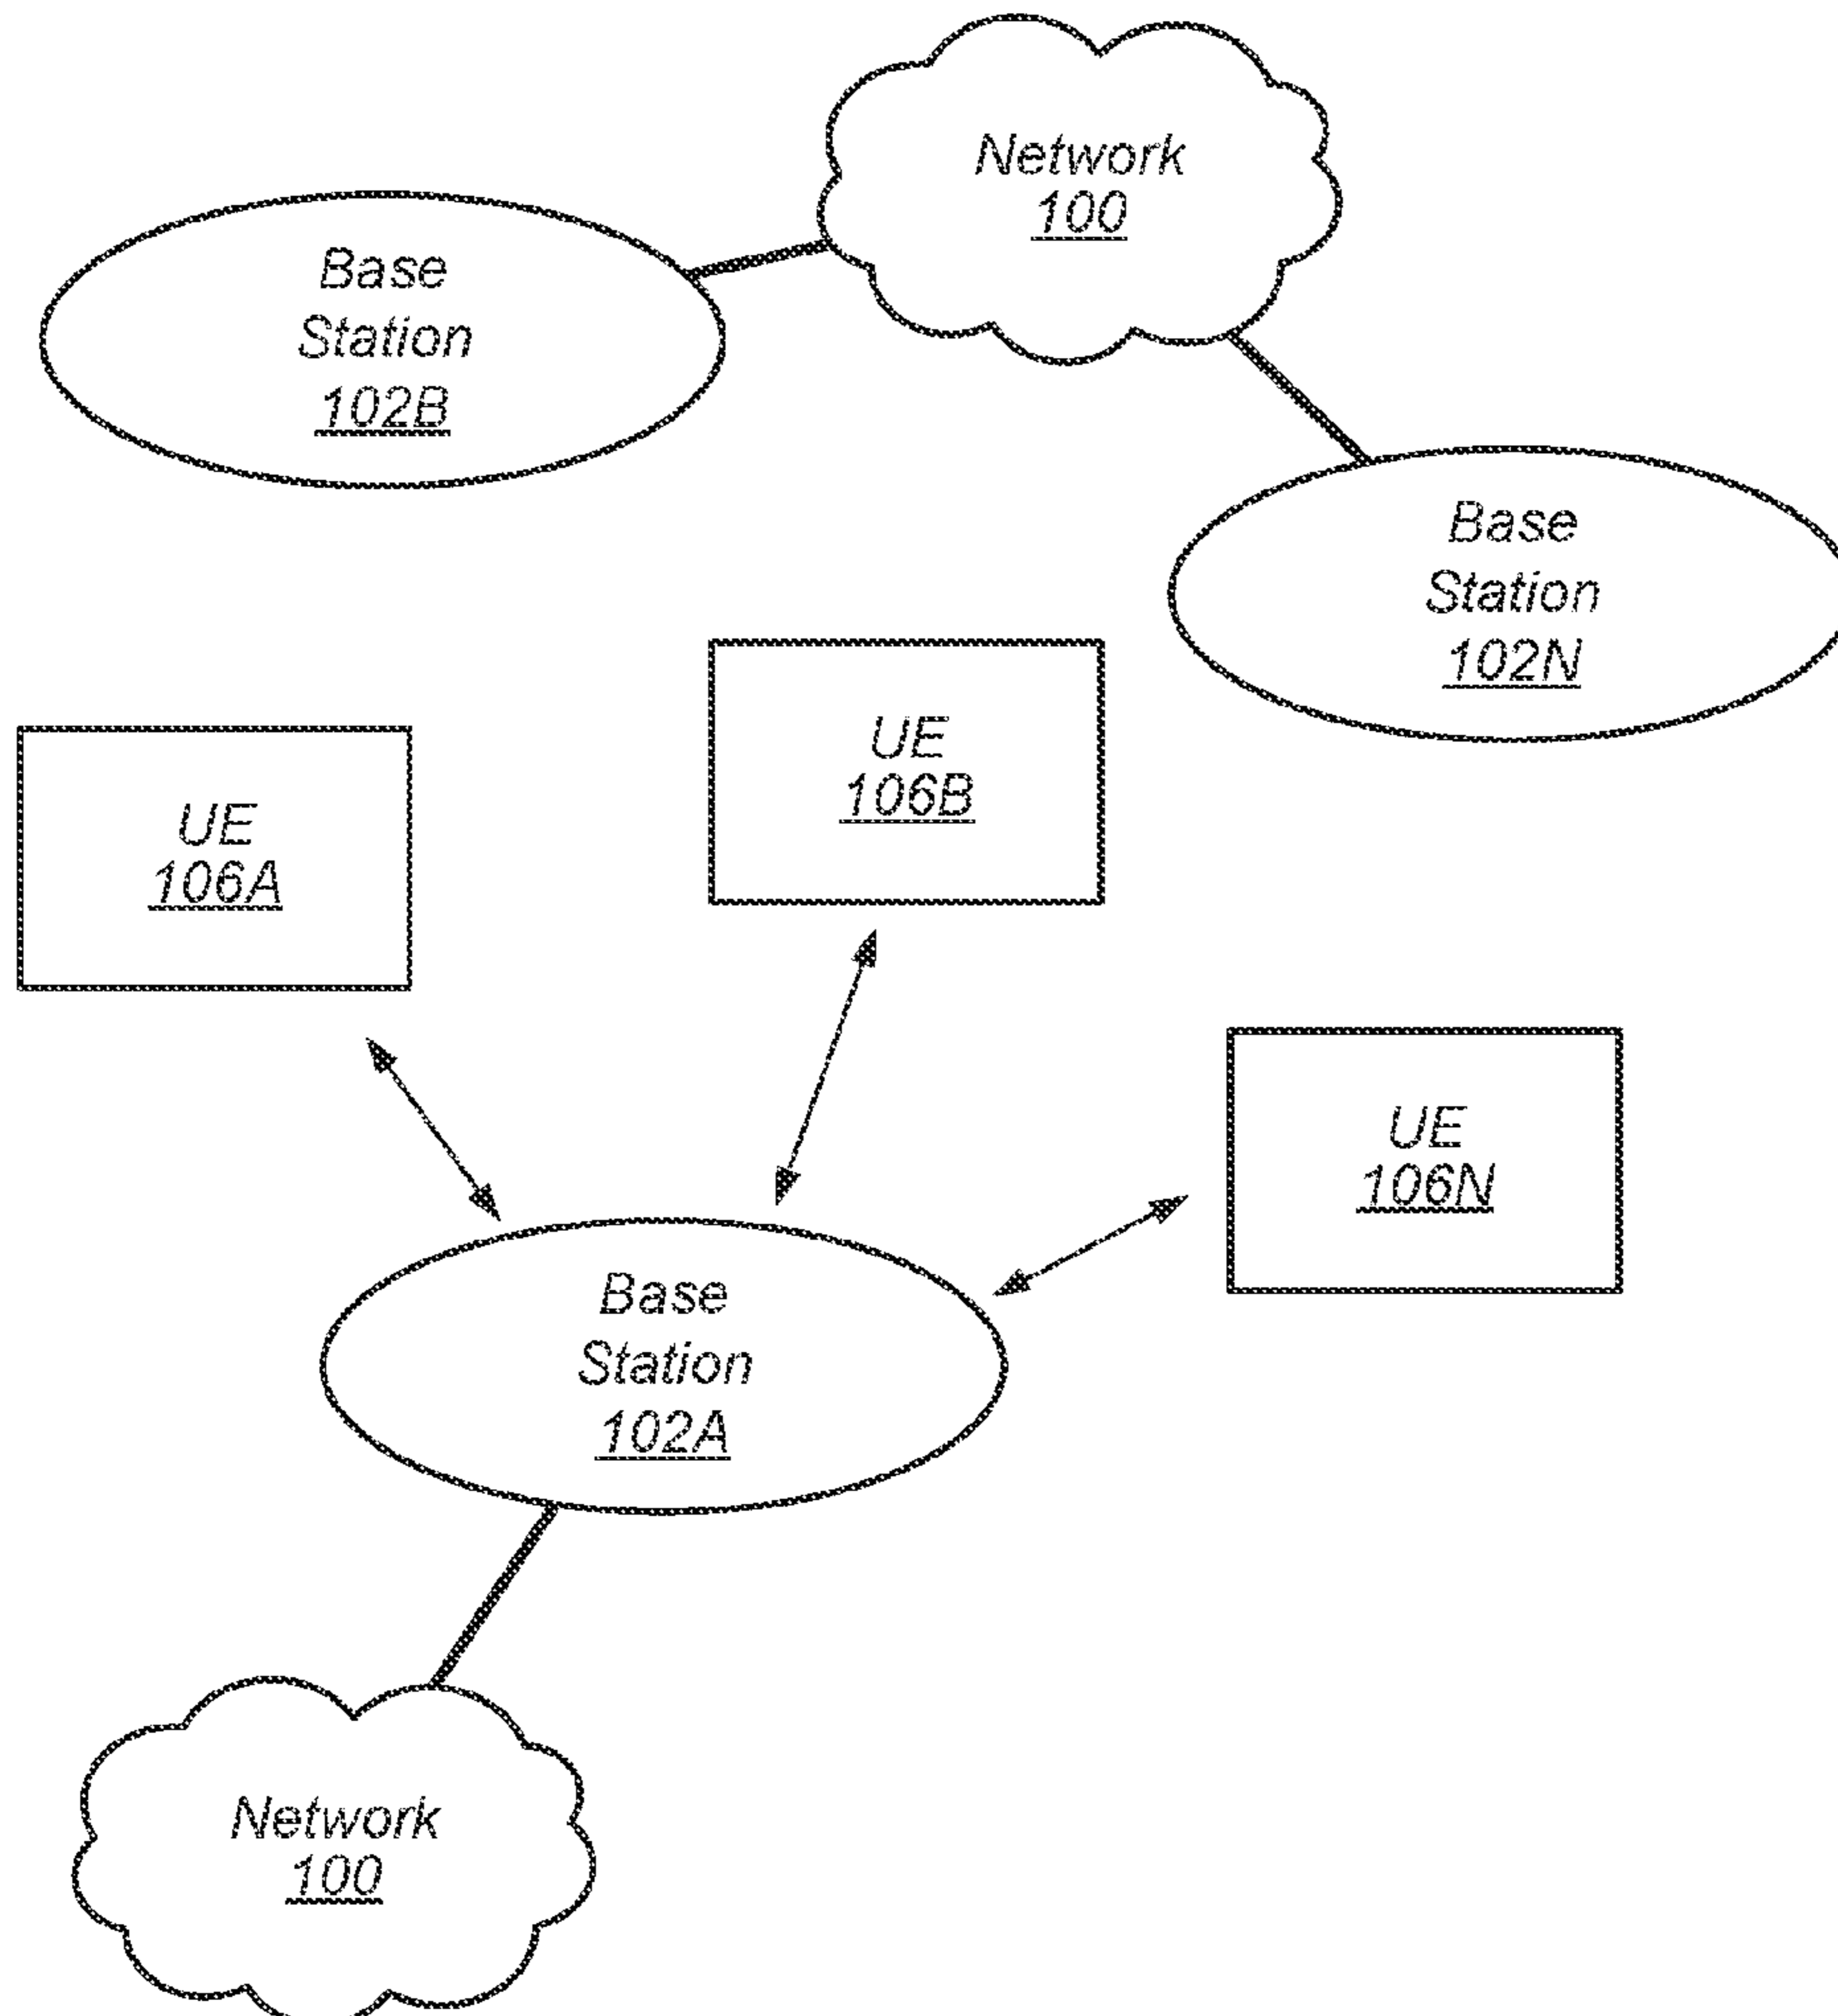 Network
100
Base
Station
102B
Base
Station
102N
UE
106B
UE
106A
UE
106N
Base
Station
102A
Network
100